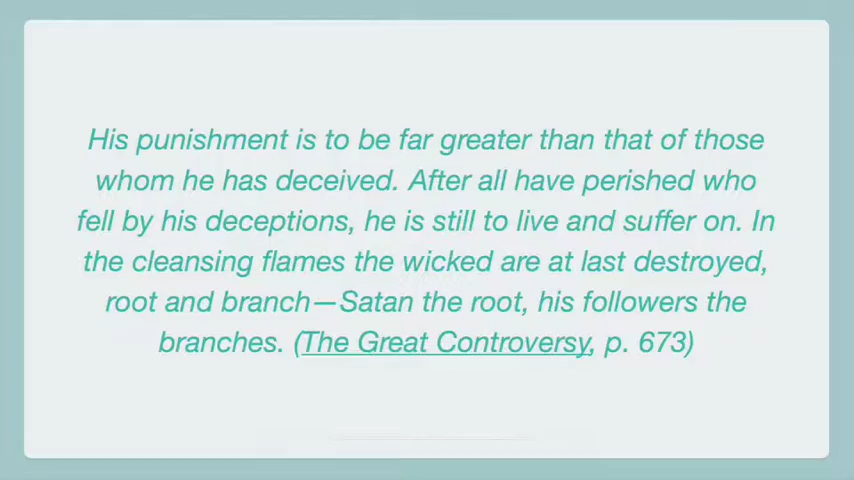 His punishment is to be far greater than that of those
whom he has deceived. After all have perished who
fell by his deceptions, he is still to live and suffer on. In
the cleansing flames the wicked are at last destroyed,
root and branch—Satan the root, his followers the
branches. (The Great Controversy, p. 673)